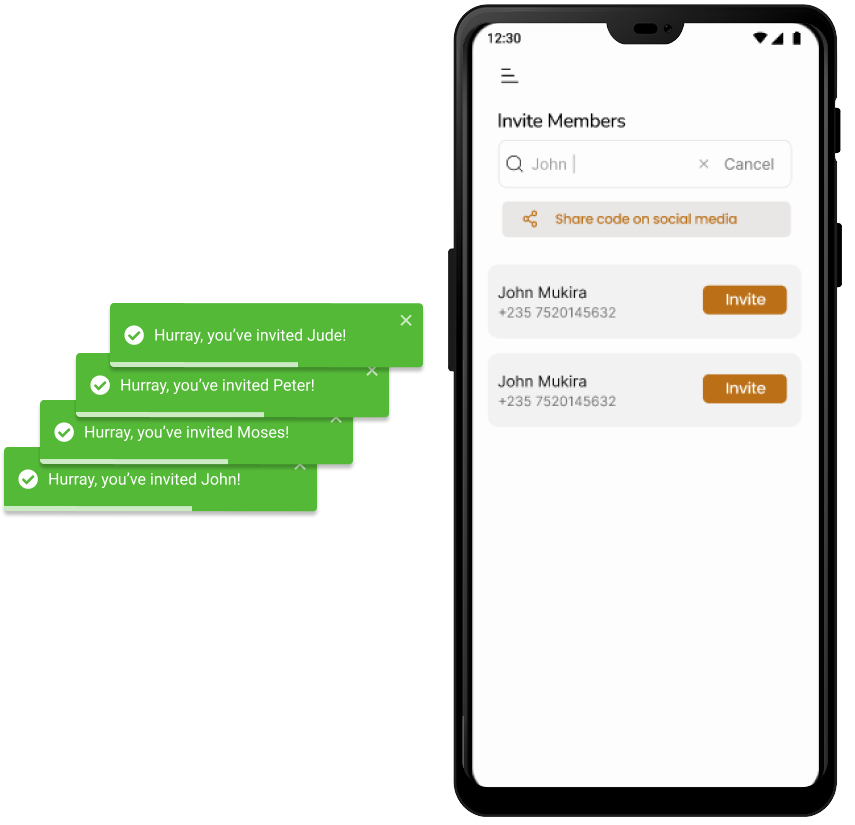 12:30
Invite Members
John
Cancel
Share code on social media
John Mukira
+235 7520145632
Invite
John Mukira
+235 7520145632
Invite
Hurray, you’ve invited Jude!
Hurray, you’ve invited Peter!
Hurray, you’ve invited Moses!
Hurray, you’ve invited John!